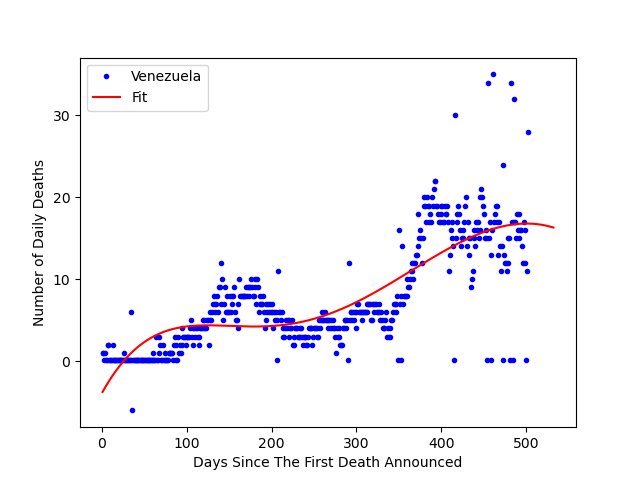 Venezuela
Fit
Number of Daily Deaths
30
20
10
0
0 100 200 300 400 500
Days Since The First Death Announced